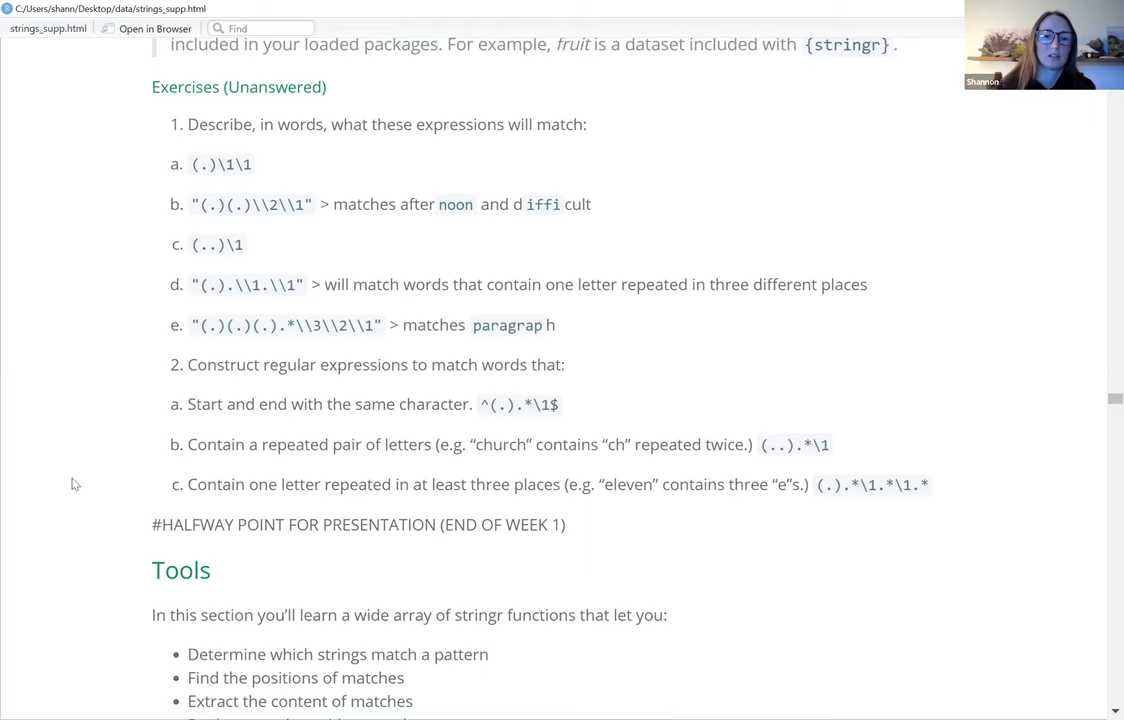 C:/Users/shann/Desktop/data/strings_supp.html
strings_supp.html Open in Browser Find
included in your loaded packages. For example, fruit is a dataset included with {stringr}.
Shannon
Exercises (Unanswered)
1. Describe, in words, what these expressions will match:
a. (.)\1\1
b. "(.)(.)\\2\\1" > matches after noon and d iffi cult
c. (..)\1
d. "(.).\\1.\\1" > will match words that contain one letter repeated in three different places
e. "(.)(.)(.).*\\3\\2\\1" > matches paragrap h
2. Construct regular expressions to match words that:
a. Start and end with the same character. ^(.).*\1$
b. Contain a repeated pair of letters (e.g. “church” contains “ch” repeated twice.) (..).*\1
c. Contain one letter repeated in at least three places (e.g. “eleven” contains three “e”s.) (.).*\1.*\1.*
#HALFWAY POINT FOR PRESENTATION (END OF WEEK 1)
Tools
In this section you’ll learn a wide array of stringr functions that let you:
• Determine which strings match a pattern
• Find the positions of matches
• Extract the content of matches